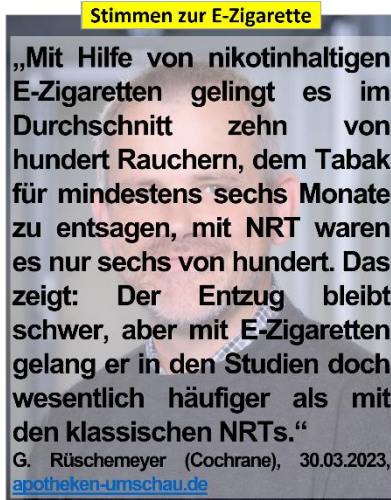 Stimmen zur E-Zigarette
„Mit Hilfe von nikotinhaltigen
E-Zigaretten gelingt es im
Durchschnitt zehn von
hundert Rauchern, dem Tabak
für mindestens sechs Monate
zu entsagen, mit NRT waren
es nur sechs von hundert. Das
zeigt: Der Entzug bleibt
schwer, aber mit E-Zigaretten
gelang er in den Studien doch
wesentlich häufiger als mit
den klassischen NRTs.“
G. Rüschemeyer (Cochrane), 30.03.2023,
apotheken-umschau.de